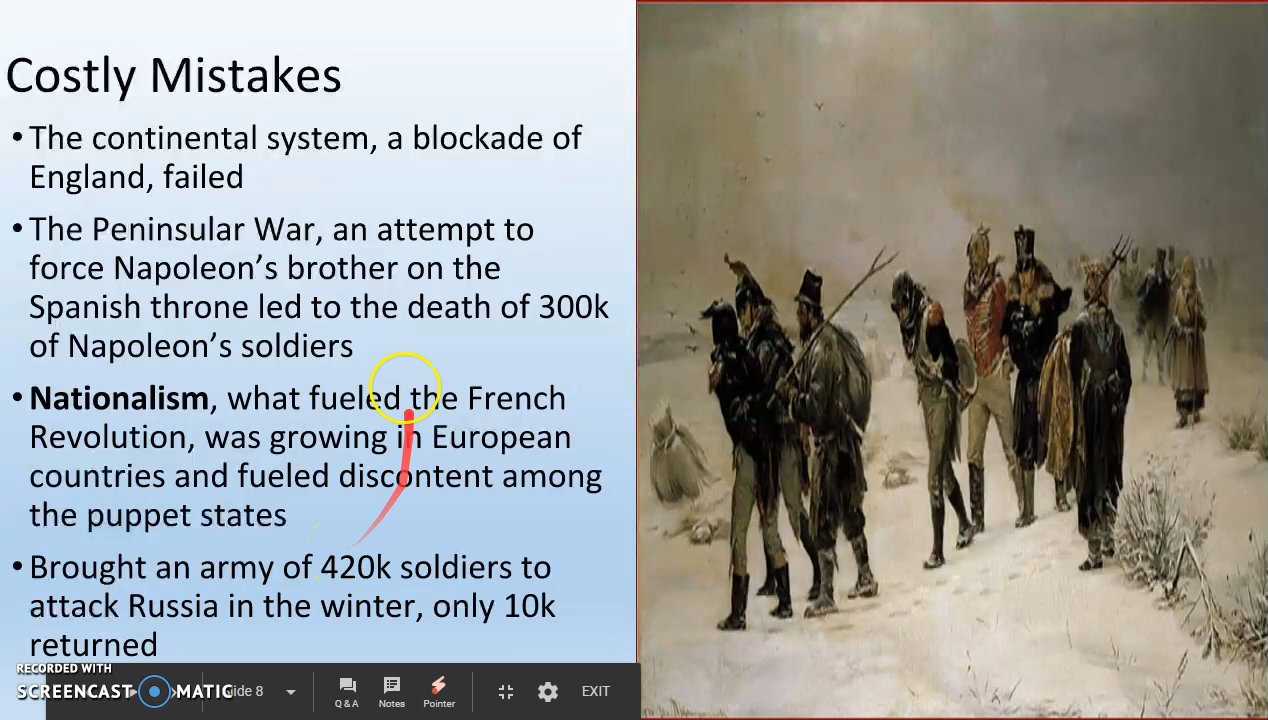 Costly Mistakes
• The continental system, a blockade of
England, failed
• The Peninsular War, an attempt to
force Napoleon’s brother on the
Spanish throne led to the death of 300k
of Napoleon’s soldiers
• Nationalism, what fueled the French
Revolution, was growing in European
countries and fueled discontent among
the puppet states
• Brought an army of 420k soldiers to
attack Russia in the winter, only 10k
returned
RECORDED WITH
SCREENCAST MATIC
lide 8
Q & A Notes Pointer EXIT